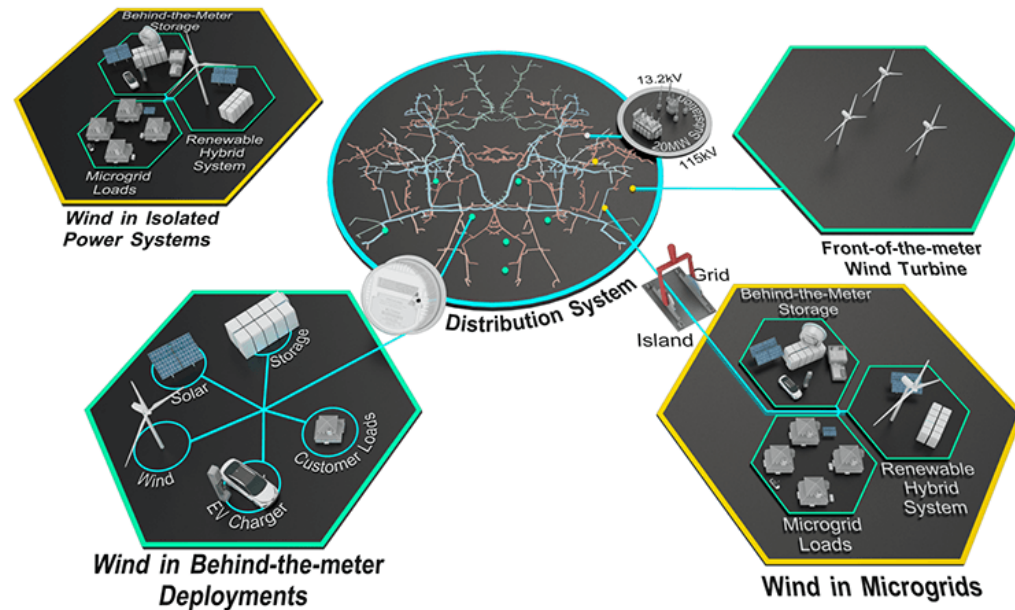 Behind-the-Meter
Storage
Renewable
Hybrid
System
Microgrid
Loads
Wind in Isolated
Power Systems
13.2kV
Substation
20MW
115kV
Distribution System
Front-of-the-meter
Wind Turbine
Grid
Island
Solar
Storage
Wind
Customer Loads
EV Charger
Wind in Behind-the-meter
Deployments
Behind-the-Meter
Storage
Renewable
Hybrid
System
Microgrid
Loads
Wind in Microgrids